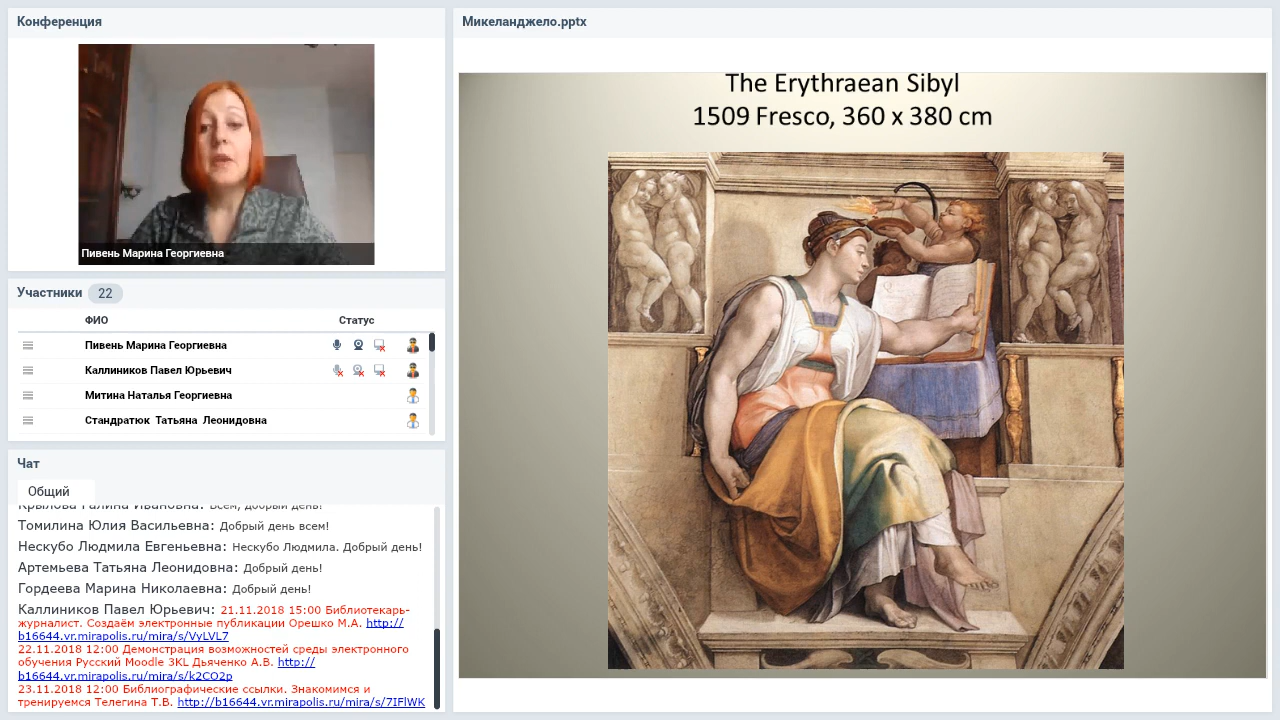 Конференция
Пивень Марина Георгиевна
Участники 22
ФИО Статус
Пивень Марина Георгиевна
Каллиников Павел Юрьевич
Митина Наталья Георгиевна
Стандратюк Татьяна Леонидовна
Чат
Общий
Крылова Галина Ивановна: Всем, добрый день!
Томилина Юлия Васильевна: Добрый день всем!
Нескубо Людмила Евгеньевна: Нескубо Людмила. Добрый день!
Артемьева Татьяна Леонидовна: Добрый день!
Гордеева Марина Николаевна: Добрый день!
Каллиников Павел Юрьевич: 21.11.2018 15:00 Библиотекарь-
журналист. Создаём электронные публикации Орешко М.А. http://
b16644.vr.mirapolis.ru/mira/s/VyLVL7
22.11.2018 12:00 Демонстрация возможностей среды электронного
обучения Русский Moodle 3KL Дьяченко А.В. http://
b16644.vr.mirapolis.ru/mira/s/k2CO2p
23.11.2018 12:00 Библиографические ссылки. Знакомимся и
тренируемся Телегина Т.В. http://b16644.vr.mirapolis.ru/mira/s/7IFlWK
Микеланджело.pptx
The Erythraean Sibyl
1509 Fresco, 360 x 380 cm